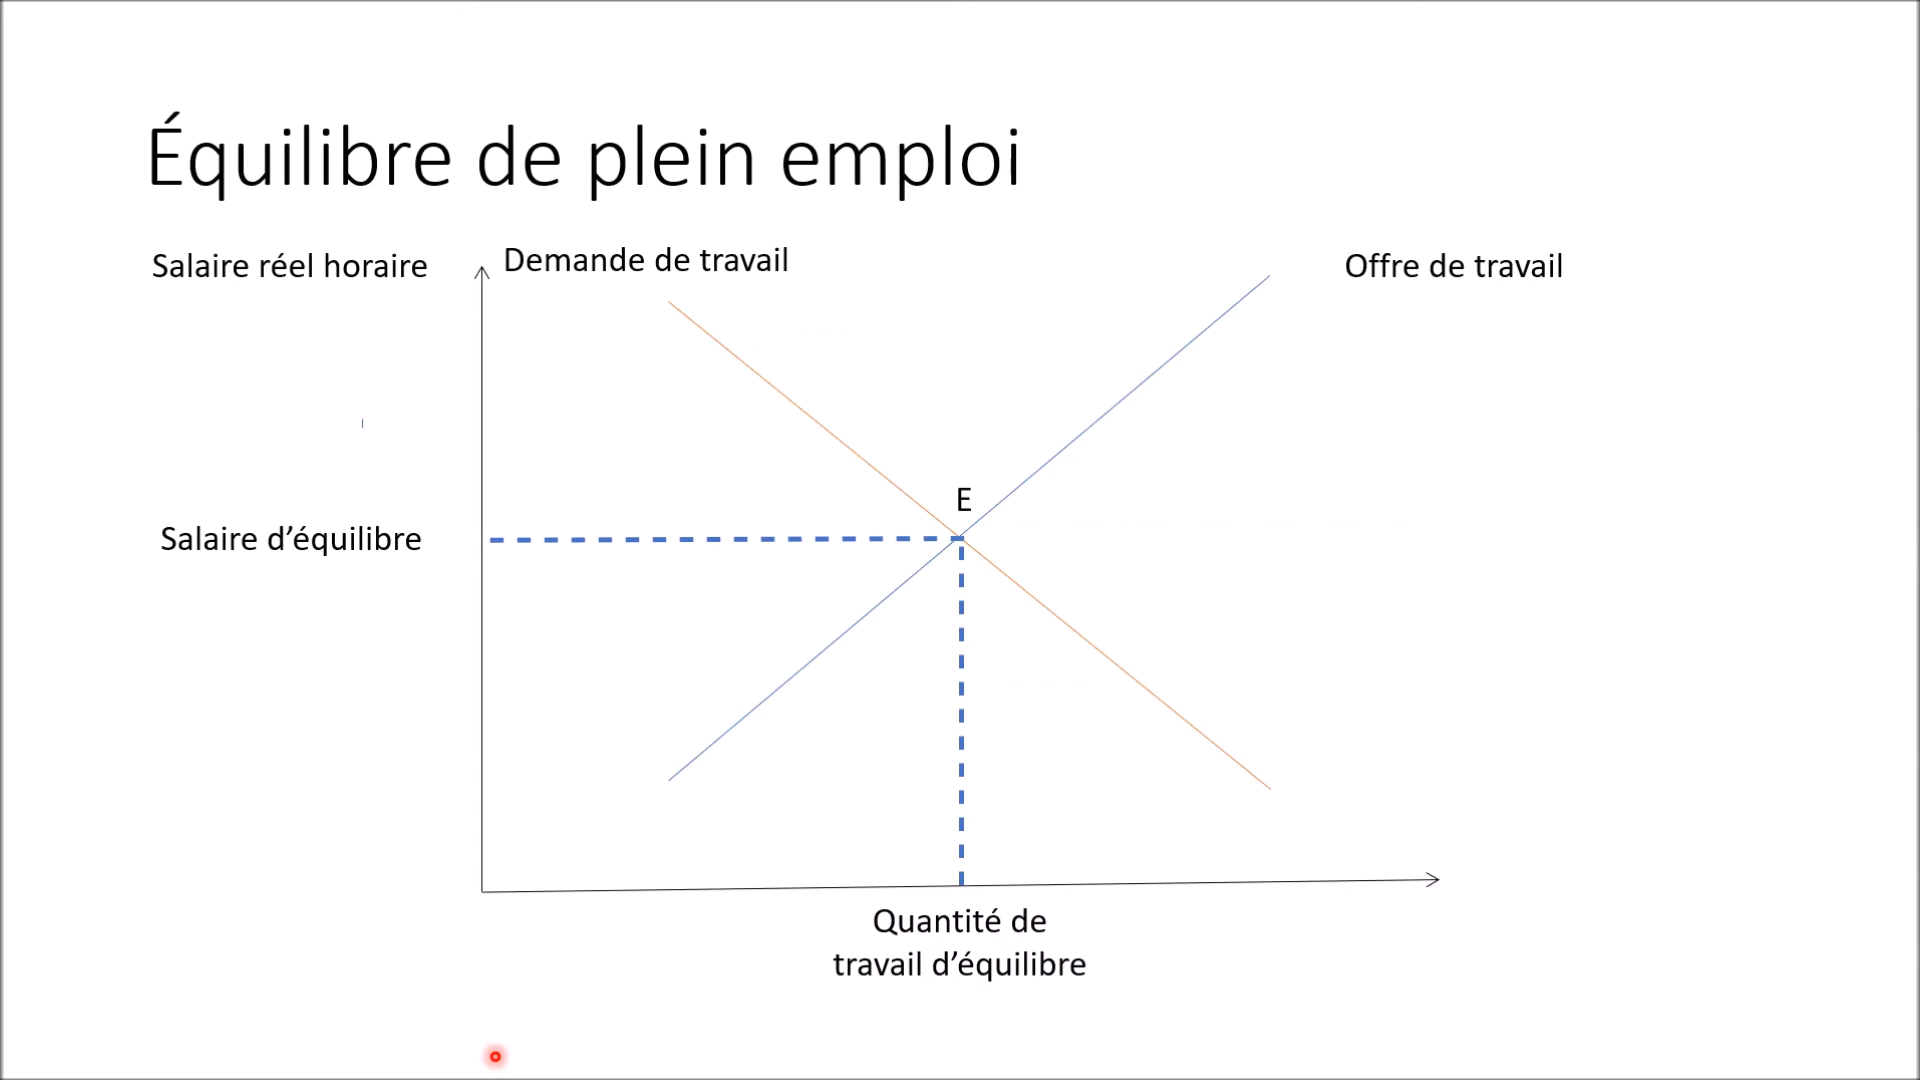 Équilibre de plein emploi
Salaire réel horaire
Demande de travail
Offre de travail
E
Salaire d’équilibre
Quantité de
travail d’équilibre